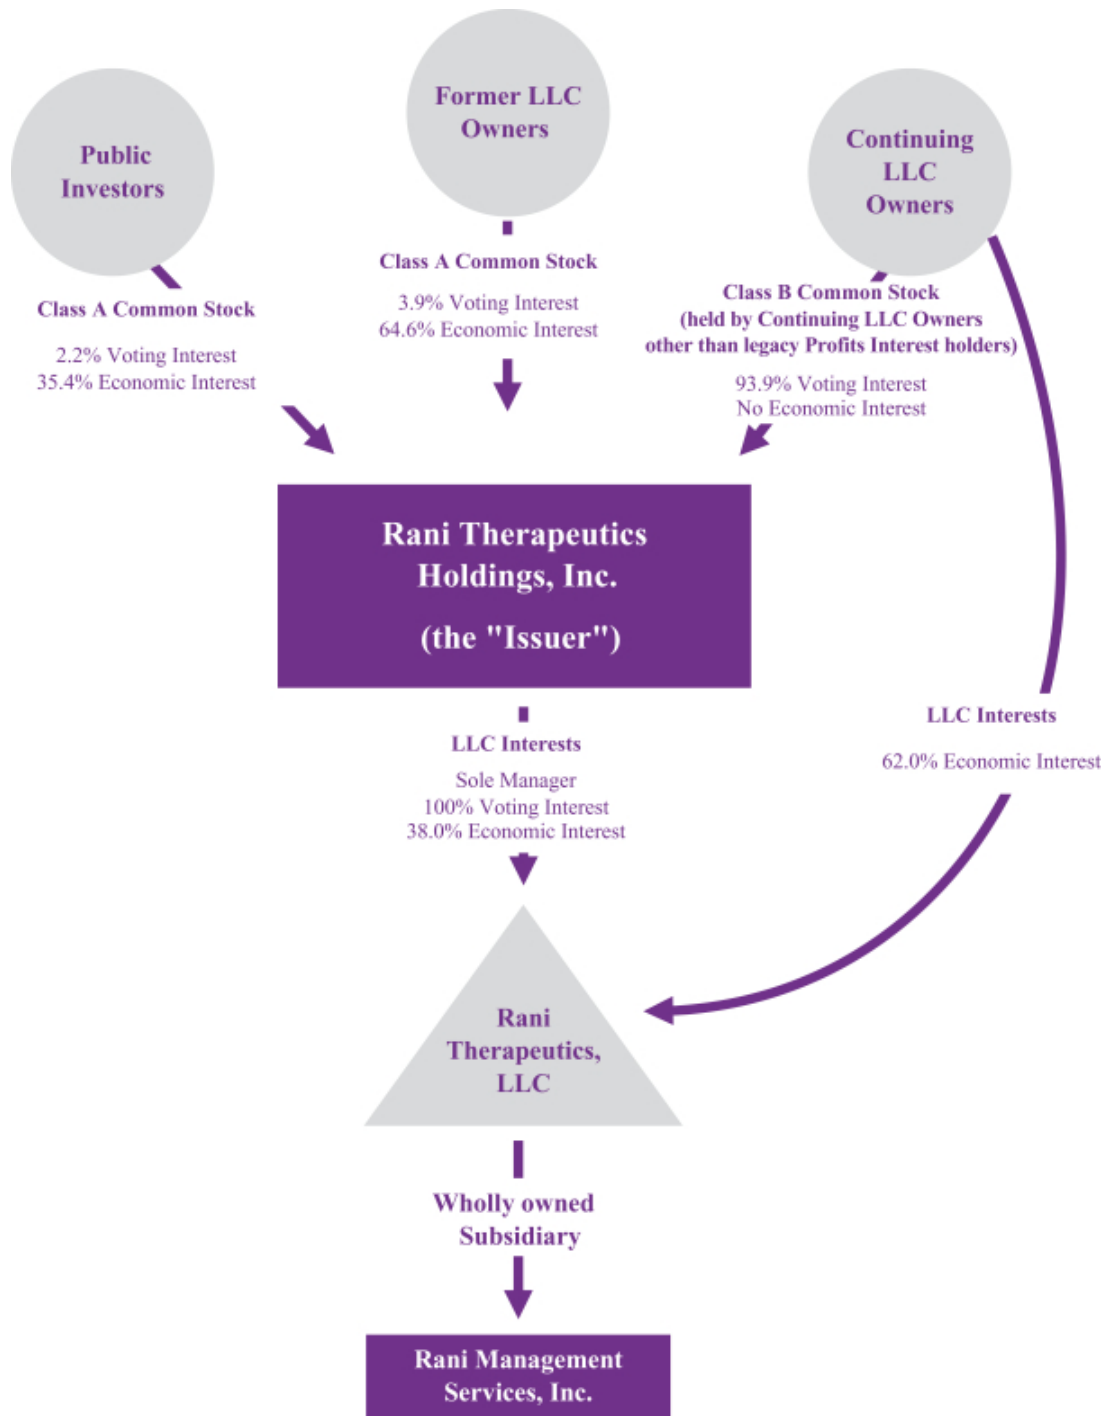 Former LLC
Owners
Public
Investors
Continuing
LLC
Owners
Class A Common Stock
3.9% Voting Interest
64.6% Economic Interest
Class A Common Stock
2.2% Voting Interest
35.4% Economic Interest
Class B Common Stock
(held by Continuing LLC Owners
other than legacy Profits Interest holders)
93.9% Voting Interest
No Economic Interest
Rani Therapeutics
Holdings, Inc.
(the "Issuer")
LLC Interests
62.0% Economic Interest
LLC Interests
Sole Manager
100% Voting Interest
38.0% Economic Interest
Rani
Therapeutics,
LLC
Wholly owned
Subsidiary
Rani Management
Services, Inc.